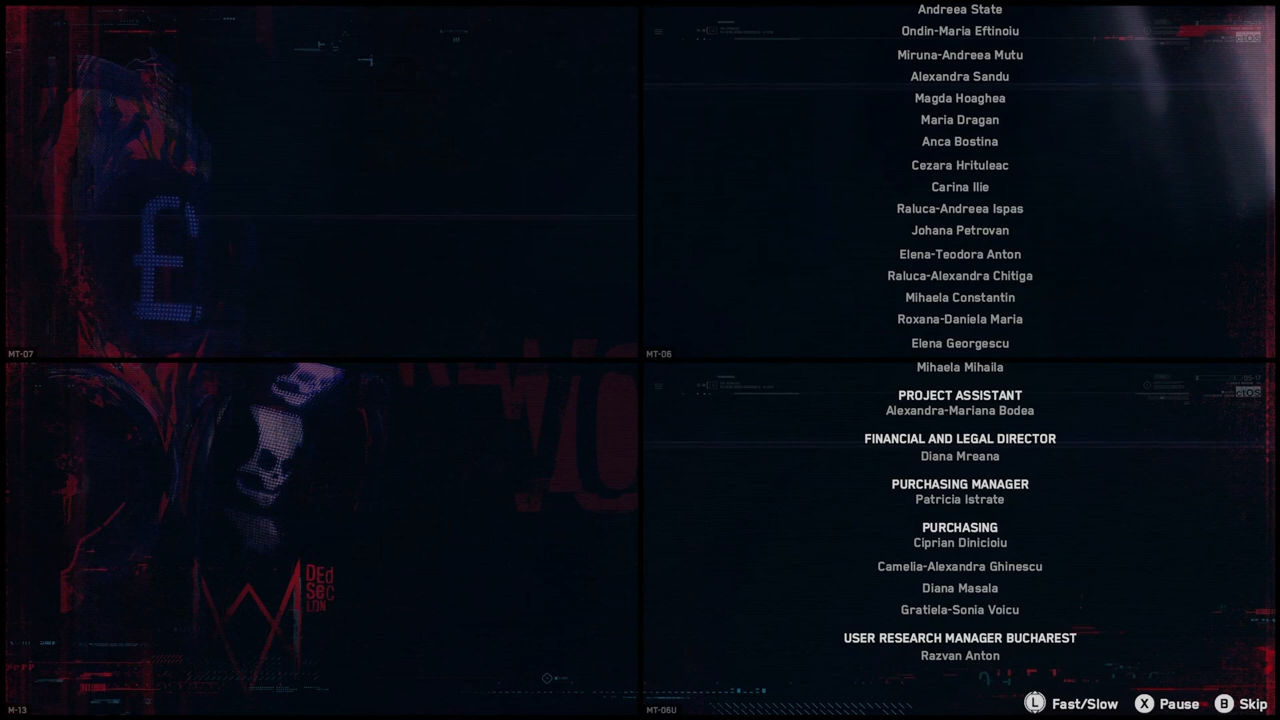 Andreea State
Ondin-Maria Eftinoiu
Miruna-Andreea Mutu
Alexandra Sandu
Magda Hoaghea
Maria Dragan
Anca Bostina
Cezara Hrituleac
Carina Ilie
Raluca-Andreea Ispas
Johana Petrovan
Elena-Teodora Anton
Raluca-Alexandra Chitiga
Mihaela Constantin
Roxana-Daniela Maria
Elena Georgescu
Mihaela Mihaila
PROJECT ASSISTANT
Alexandra-Mariana Bodea
FINANCIAL AND LEGAL DIRECTOR
Diana Mreana
PURCHASING MANAGER
Patricia Istrate
PURCHASING
Ciprian Dinicioiu
Camelia-Alexandra Ghinescu
Diana Masala
Gratiela-Sonia Voicu
USER RESEARCH MANAGER BUCHAREST
Razvan Anton
£
MT-07
MT-06
ctOS
ctOS
DEd
SeC
LDN
M-13
MT-06U
L Fast/Slow
X Pause
B Skip